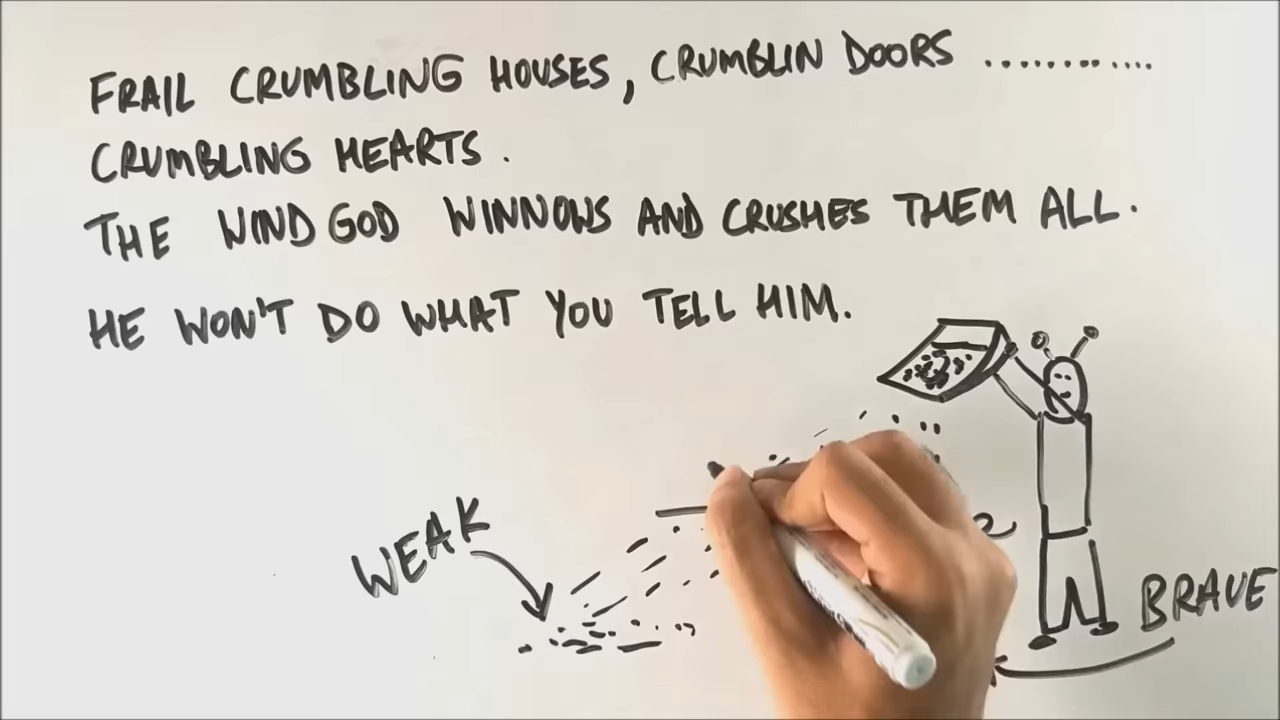 FRAIL CRUMBLING HOUSES, CRUMBLIN DOORS ............
CRUMBLING HEARTS.
THE WIND GOD WINNOWS AND CRUSHES THEM ALL.
HE WON'T DO WHAT YOU TELL HIM.
WEAK
BRAVE